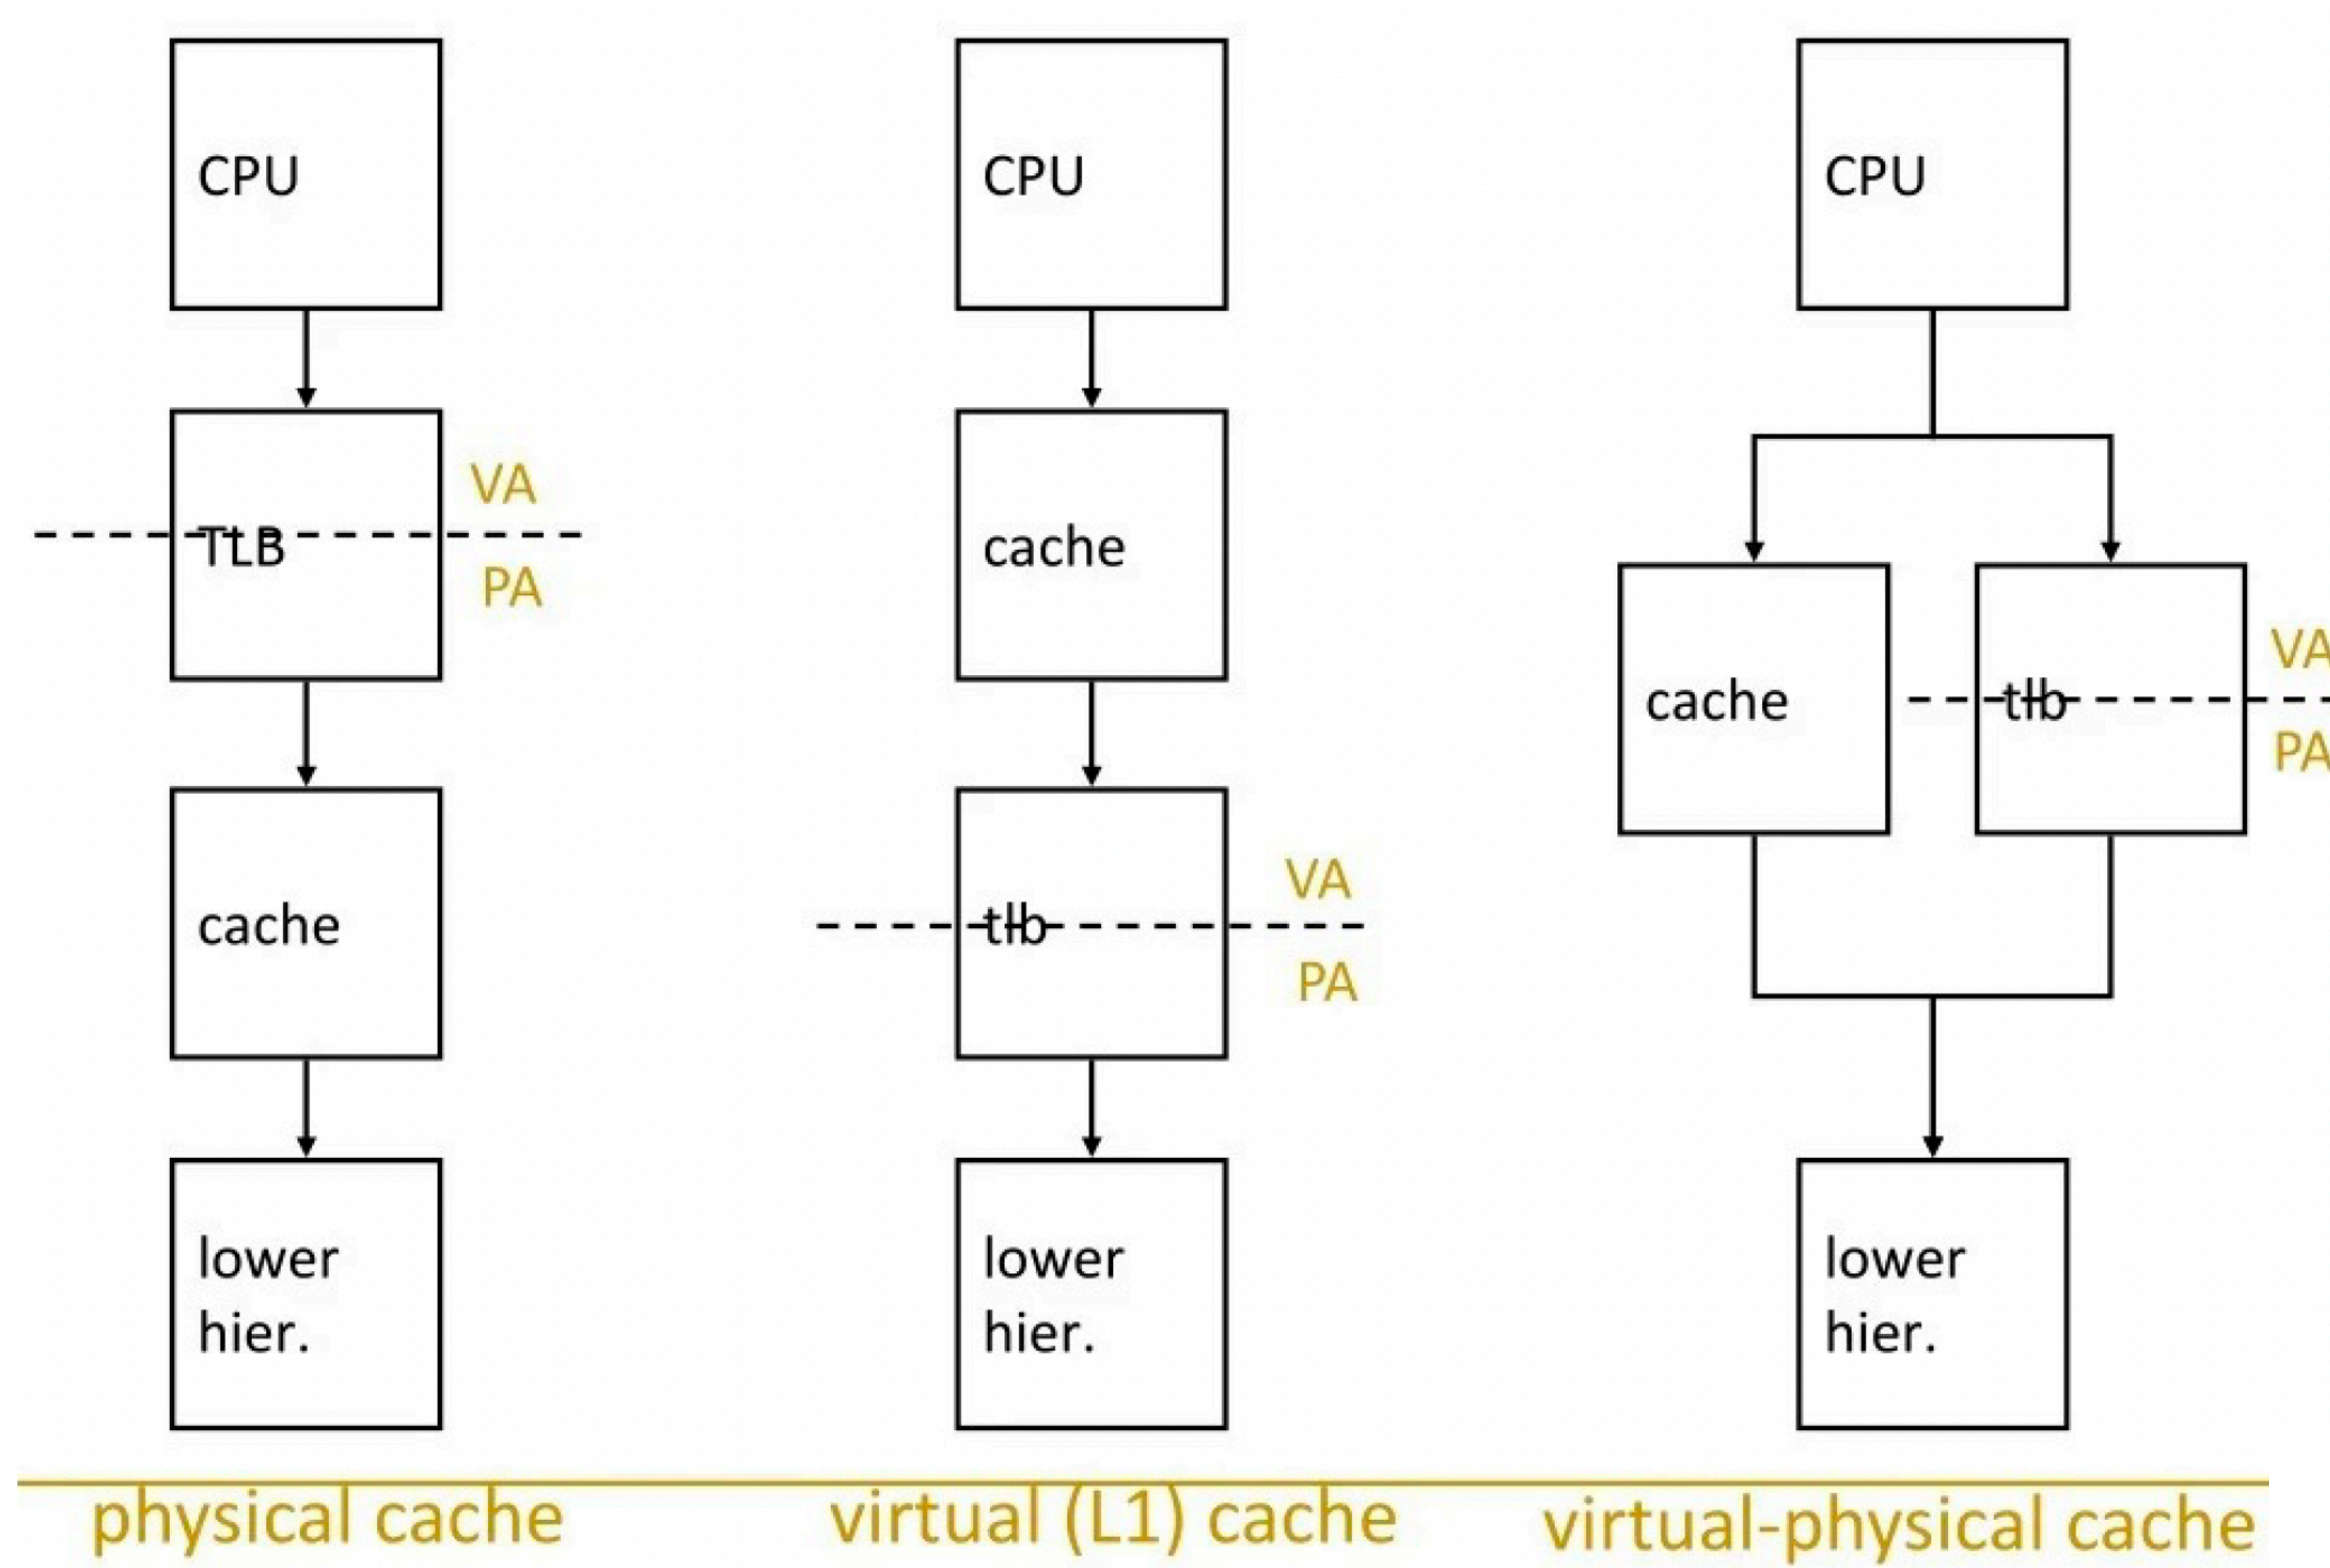 CPU
TLB
VA
PA
cache
lower
hier.
physical cache
CPU
cache
tlb
VA
PA
lower
hier.
virtual (L1) cache
CPU
cache
tlb
VA
PA
lower
hier.
virtual-physical cache